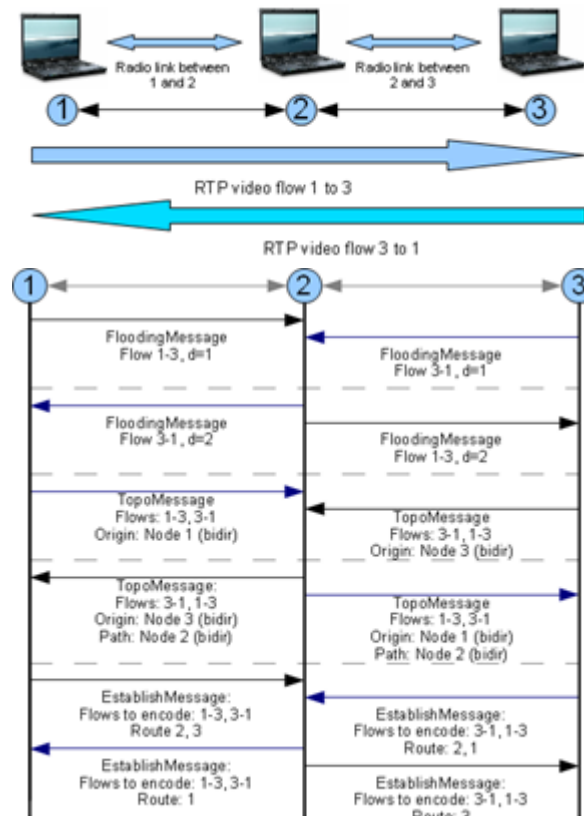 Radio link between
1 and 2
Radio link between
2 and 3
1
2
3
RTP video flow 1 to 3
RTP video flow 3 to 1
1
2
3
FloodingMessage
Flow 1-3, d=1
FloodingMessage
Flow 3-1, d=1
FloodingMessage
Flow 3-1, d=2
FloodingMessage
Flow 1-3, d=2
TopoMessage
Flows: 1-3, 3-1
Origin: Node 1 (bidir)
TopoMessage
Flows: 3-1, 1-3
Origin: Node 3 (bidir)
TopoMessage:
Flows: 3-1, 1-3
Origin: Node 3 (bidir)
Path: Node 2 (bidir)
TopoMessage
Flows: 1-3, 3-1
Origin: Node 1 (bidir)
Path: Node 2 (bidir)
EstablishMessage:
Flows to encode: 1-3, 3-1
Route 2, 3
EstablishMessage:
Flows to encode: 3-1, 1-3
Route: 2, 1
EstablishMessage:
Flows to encode: 1-3, 3-1
Route: 1
EstablishMessage:
Flows to encode: 3-1, 1-3
Route: 3